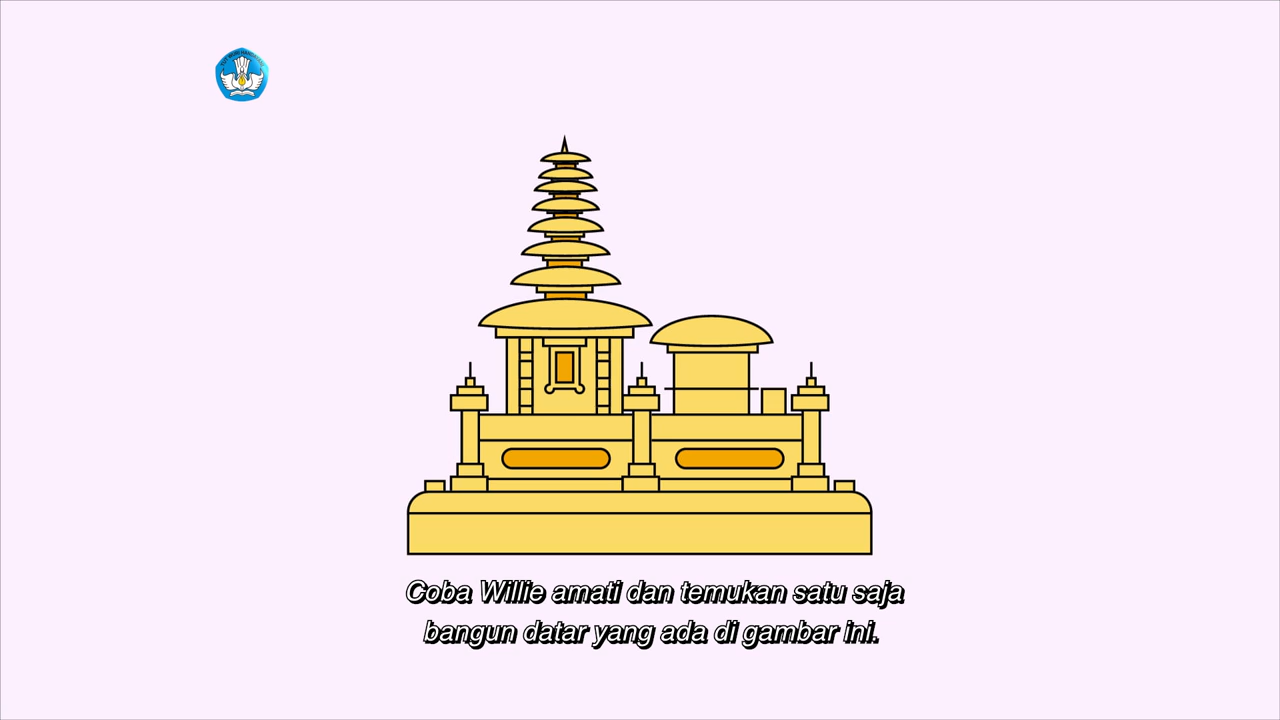 Coba Willie amati dan temukan satu saja
bangun datar yang ada di gambar ini.